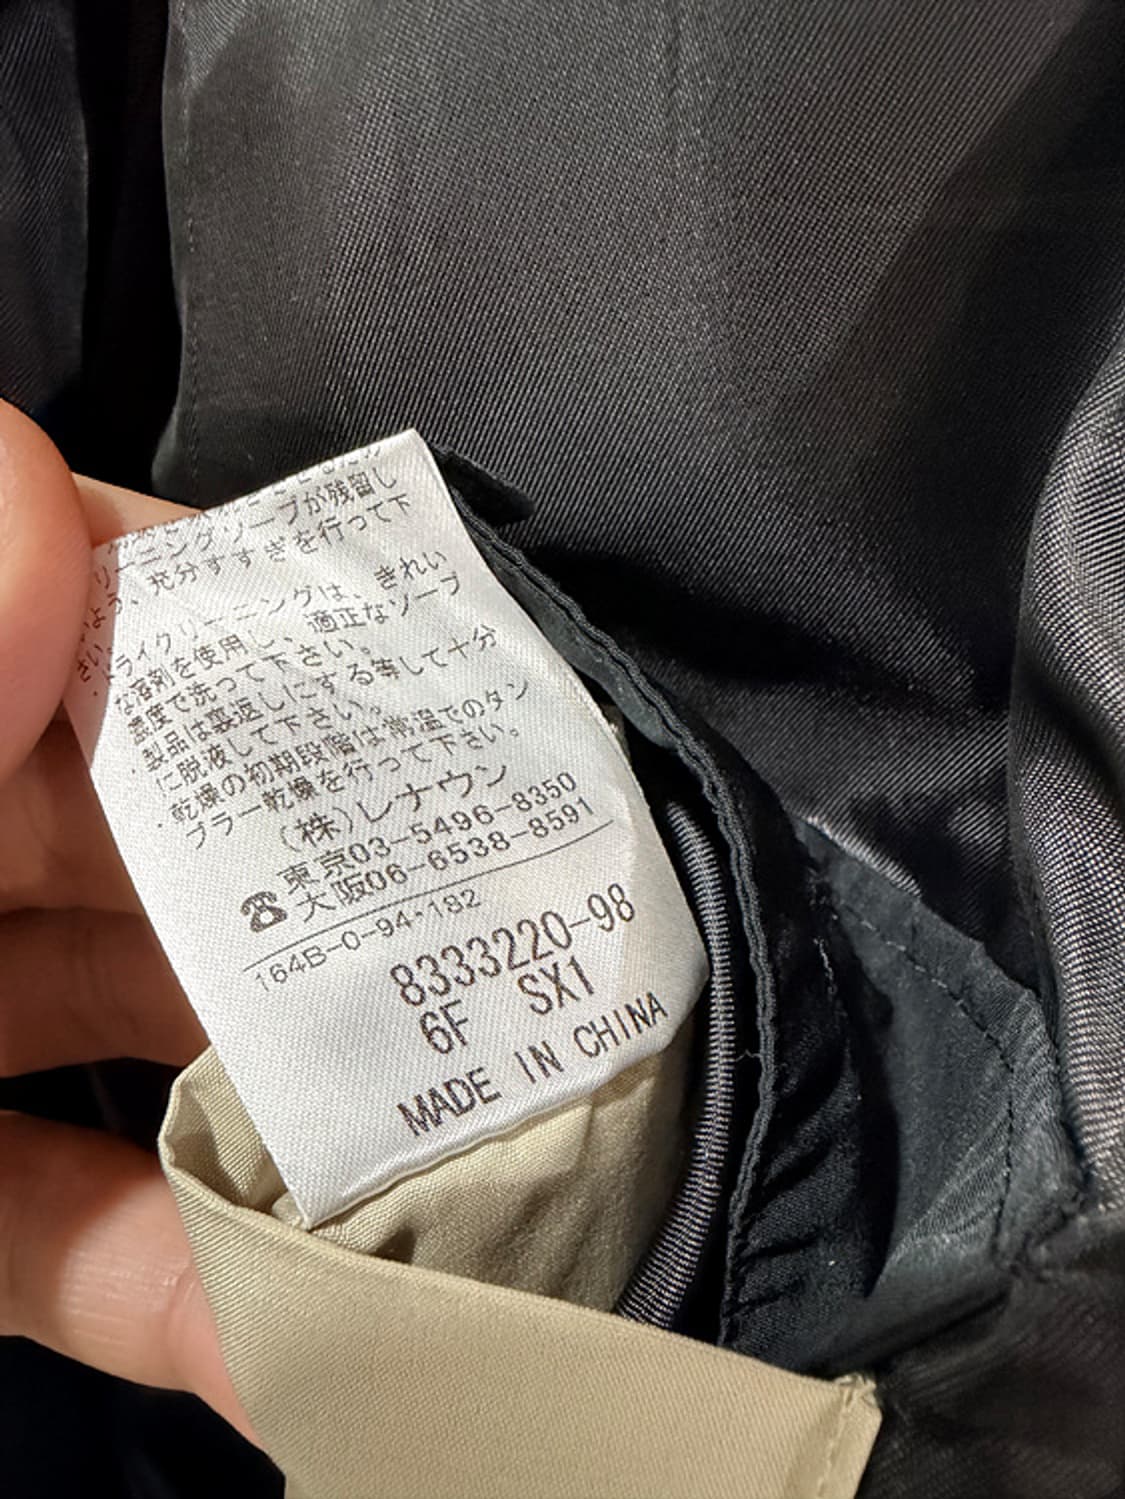 リーニングソープが残留し
よう、充分すすぎを行って下
さい。
・ドライクリーニングは、きれい
な溶剤を使用し、適正なソープ
濃度で洗って下さい。
・製品は裏返しにする等して十分
に脱液して下さい。
・乾燥の初期段階は常温でのタン
ブラー乾燥を行って下さい。
(株)レナウン
☎ 東京03-5496-8350
大阪06-6538-8591
164B-0-94-182
8333220-98
6F SX1
MADE IN CHINA